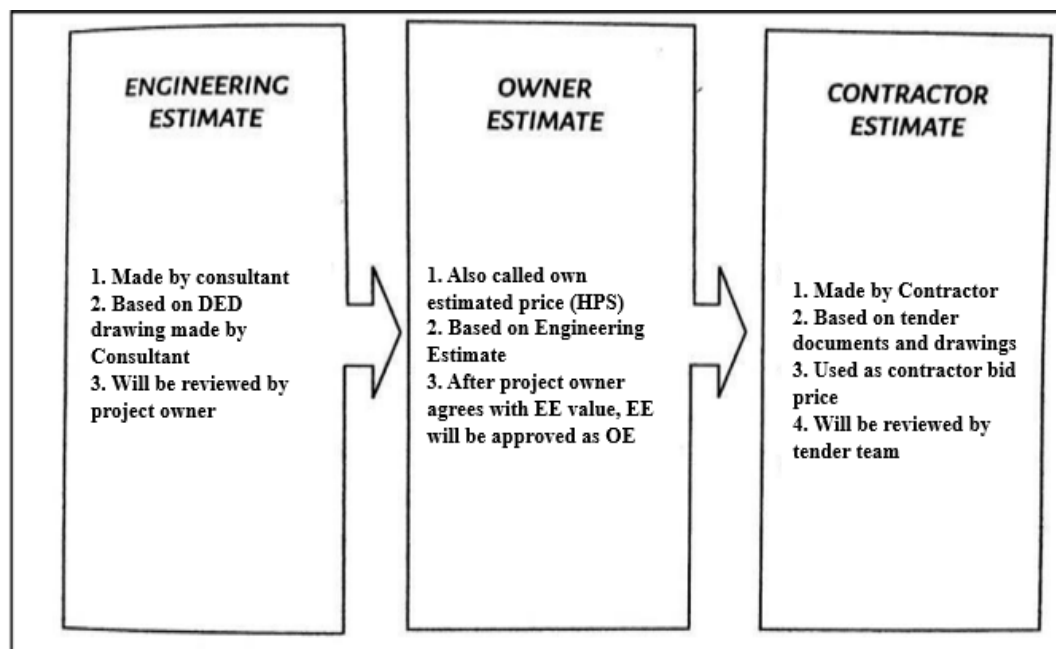 ENGINEERING
ESTIMATE
1. Made by consultant
2. Based on DED
drawing made by
Consultant
3. Will be reviewed by
project owner
OWNER
ESTIMATE
1. Also called own
estimated price (HPS)
2. Based on Engineering
Estimate
3. After project owner
agrees with EE value, EE
will be approved as OE
CONTRACTOR
ESTIMATE
1. Made by Contractor
2. Based on tender
documents and drawings
3. Used as contractor bid
price
4. Will be reviewed by
tender team